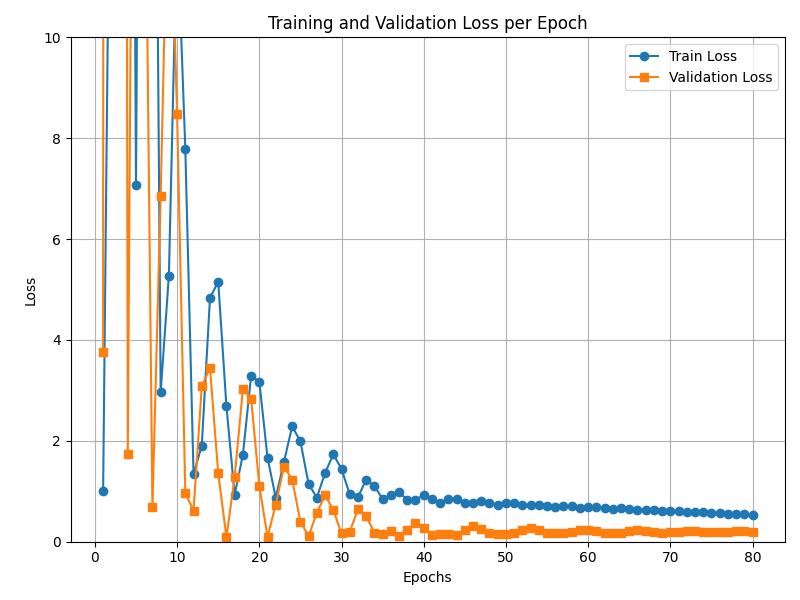 Training and Validation Loss per Epoch
Train Loss
Validation Loss
10
8
6
4
2
0
Loss
0 10 20 30 40 50 60 70 80
Epochs